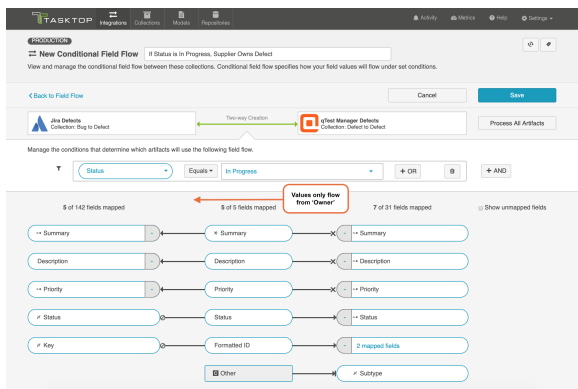 TASKTOP Integrations Collections Models Repositories Activity Metrics Help Settings
PRODUCTION
New Conditional Field Flow If Status is In Progress, Supplier Owns Defect
View and manage the conditional field flow between these collections. Conditional field flow specifies how your field values will flow under set conditions.
Back to Field Flow Cancel Save
Jira Defects
Collection: Bug to Defect
Two-way Creation
qTest Manager Defects
Collection: Defect to Defect
Process All Artifacts
Manage the conditions that determine which artifacts will use the following field flow.
Status Equals In Progress + OR + AND
Values only flow
from 'Owner'
5 of 142 fields mapped 5 of 5 fields mapped 7 of 31 fields mapped Show unmapped fields
Summary - Summary - Summary
Description - Description - Description
Priority - Priority - Priority
Status Status - Status
Key Formatted ID - 2 mapped fields
Other Subtype